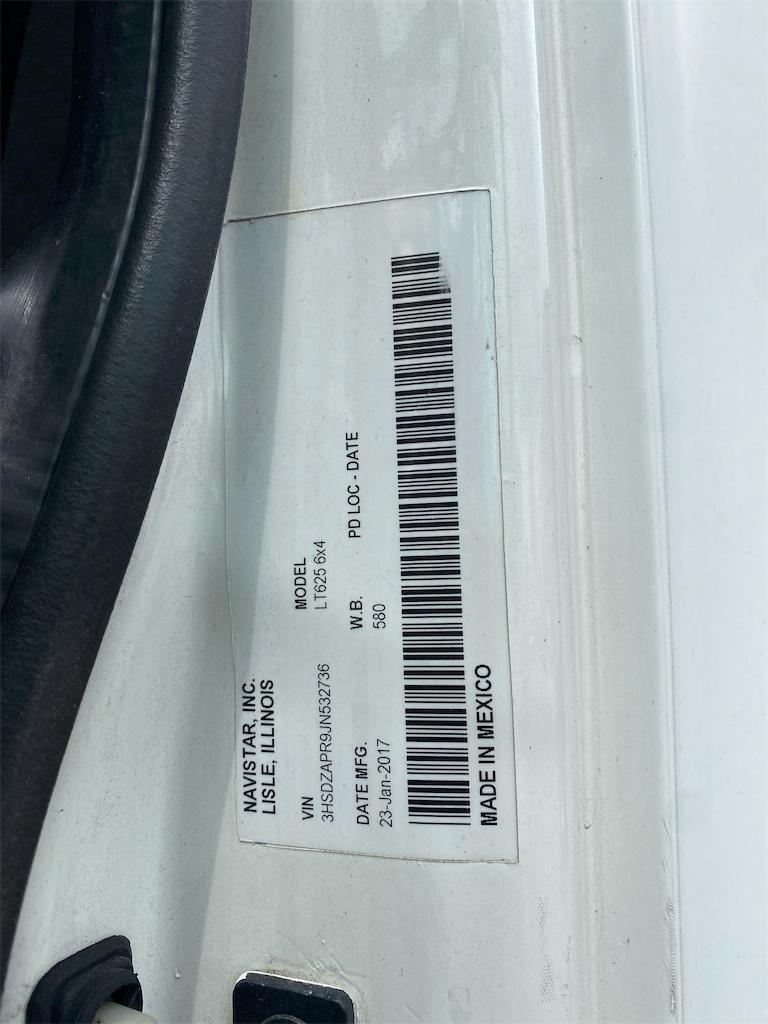 NAVISTAR, INC.
LISLE, ILLINOIS
VIN
3HSDZAPR9JN532736
MODEL
LT625 6x4
DATE MFG.
23-Jan-2017
W.B.
580
PD LOC - DATE
MADE IN MEXICO